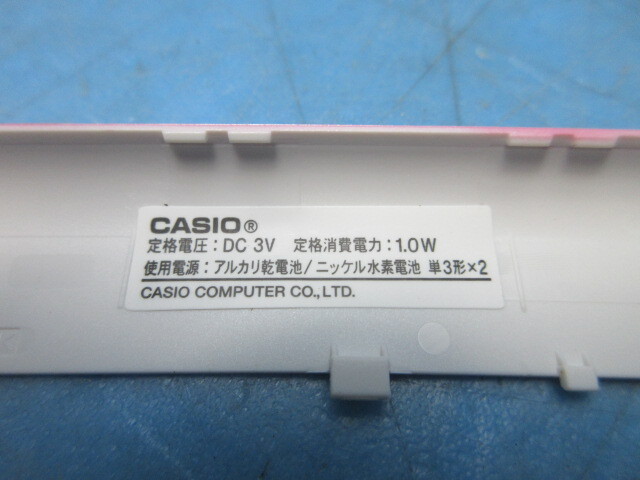 CASIO®
定格電圧：DC 3V 定格消費電力：1.0W
使用電源：アルカリ乾電池/ニッケル水素電池 単3形×2
CASIO COMPUTER CO.,LTD.